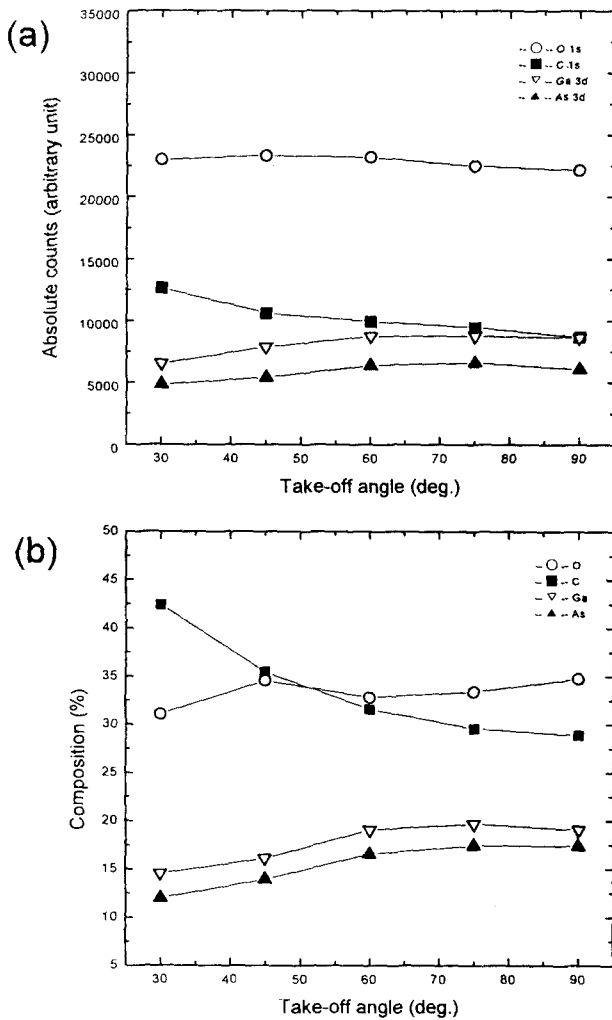 (a)
35000
30000
25000
20000
15000
10000
5000
0
Absolute counts (arbitrary unit)
O 1s
C 1s
Ga 3d
As 3d
30 40 50 60 70 80 90
Take-off angle (deg.)
(b)
50
45
40
35
30
25
20
15
10
5
Composition (%)
O
C
Ga
As
30 40 50 60 70 80 90
Take-off angle (deg.)